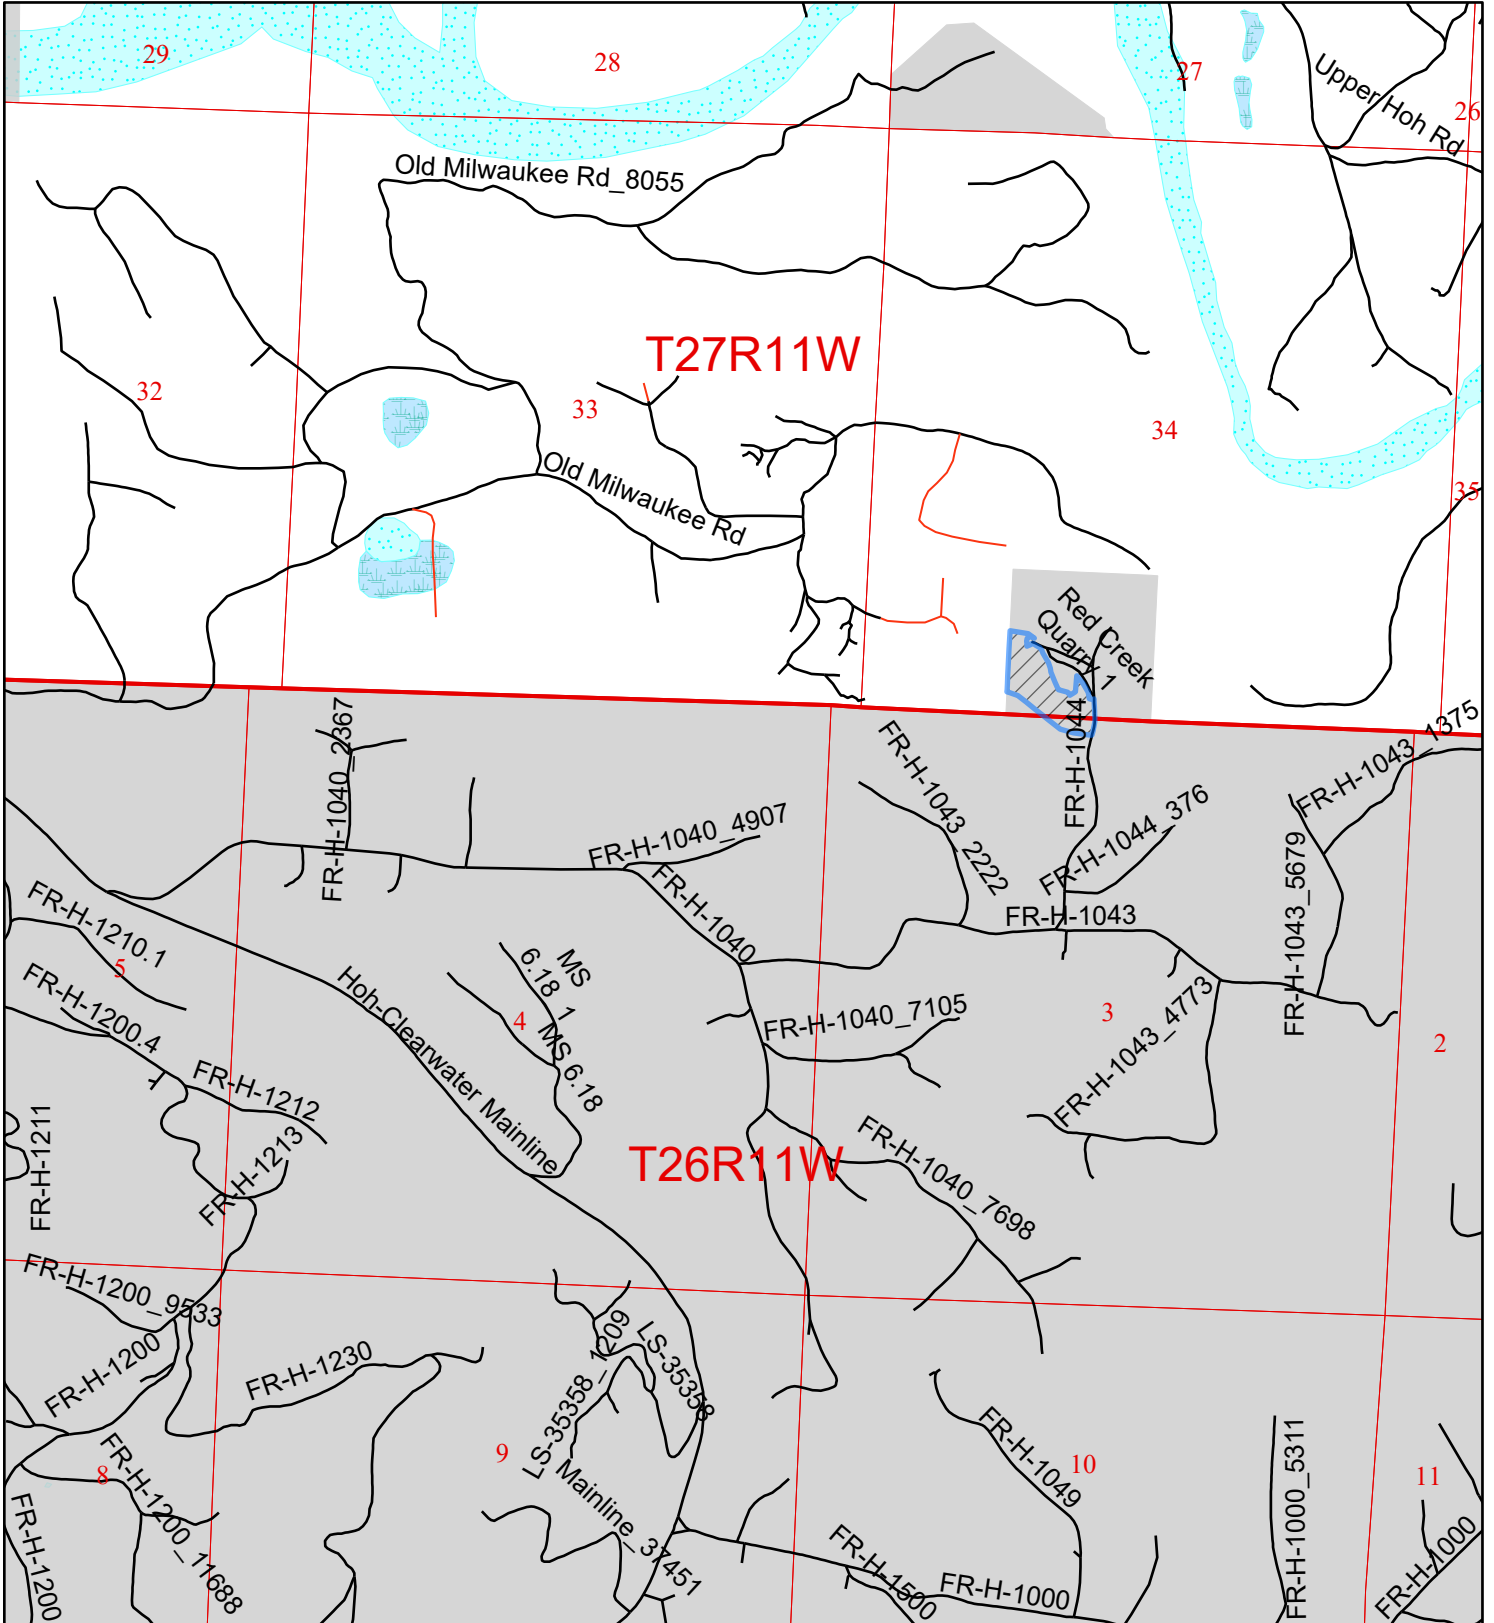 29
28
27
26
Upper Hoh Rd
Old Milwaukee Rd_8055
T27R11W
32
33
34
35
Old Milwaukee Rd
Red Creek
Quarry 1
FR-H-1040_2367
FR-H-1044
FR-H-1043_1375
FR-H-1043_2222
FR-H-1044_376
FR-H-1040_4907
FR-H-1040
FR-H-1043
FR-H-1043_5679
FR-H-1210.1
5
FR-H-1200.4
Hoh-Clearwater Mainline
MS
6.18_1
4
MS 6.18
FR-H-1040_7105
3
FR-H-1043_4773
2
FR-H-1212
FR-H-1211
FR-H-1213
T26R11W
FR-H-1040_7698
FR-H-1200_9533
FR-H-1200
FR-H-1230
LS-35358_1209
LS-35358
9
8
FR-H-1200_11688
FR-H-1200
Mainline_37451
FR-H-1049
10
FR-H-1000_5311
11
FR-H-1500
FR-H-1000
FR-H-1000